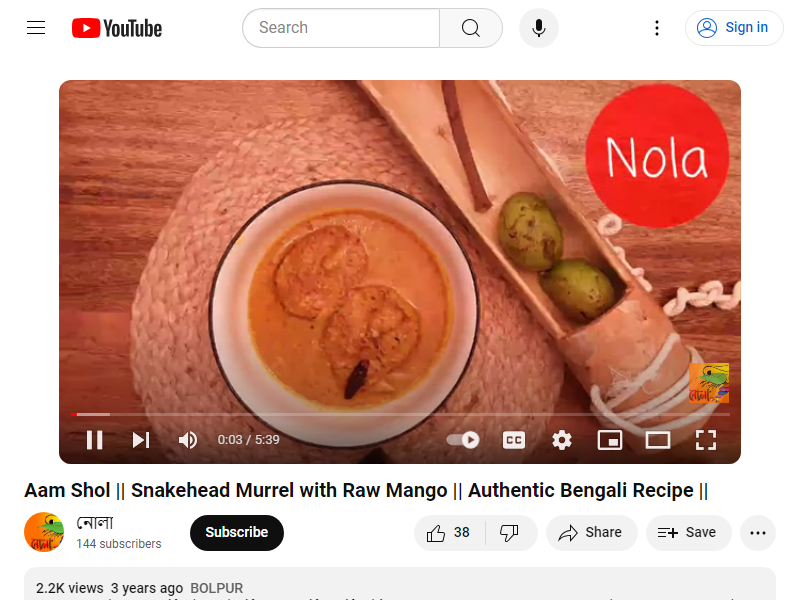 YouTube
Search
Sign in
Nola
0:03 / 5:39
CC
Aam Shol || Snakehead Murrel with Raw Mango || Authentic Bengali Recipe ||
নোলা
144 subscribers
Subscribe
38
Share
Save
2.2K views 3 years ago BOLPUR